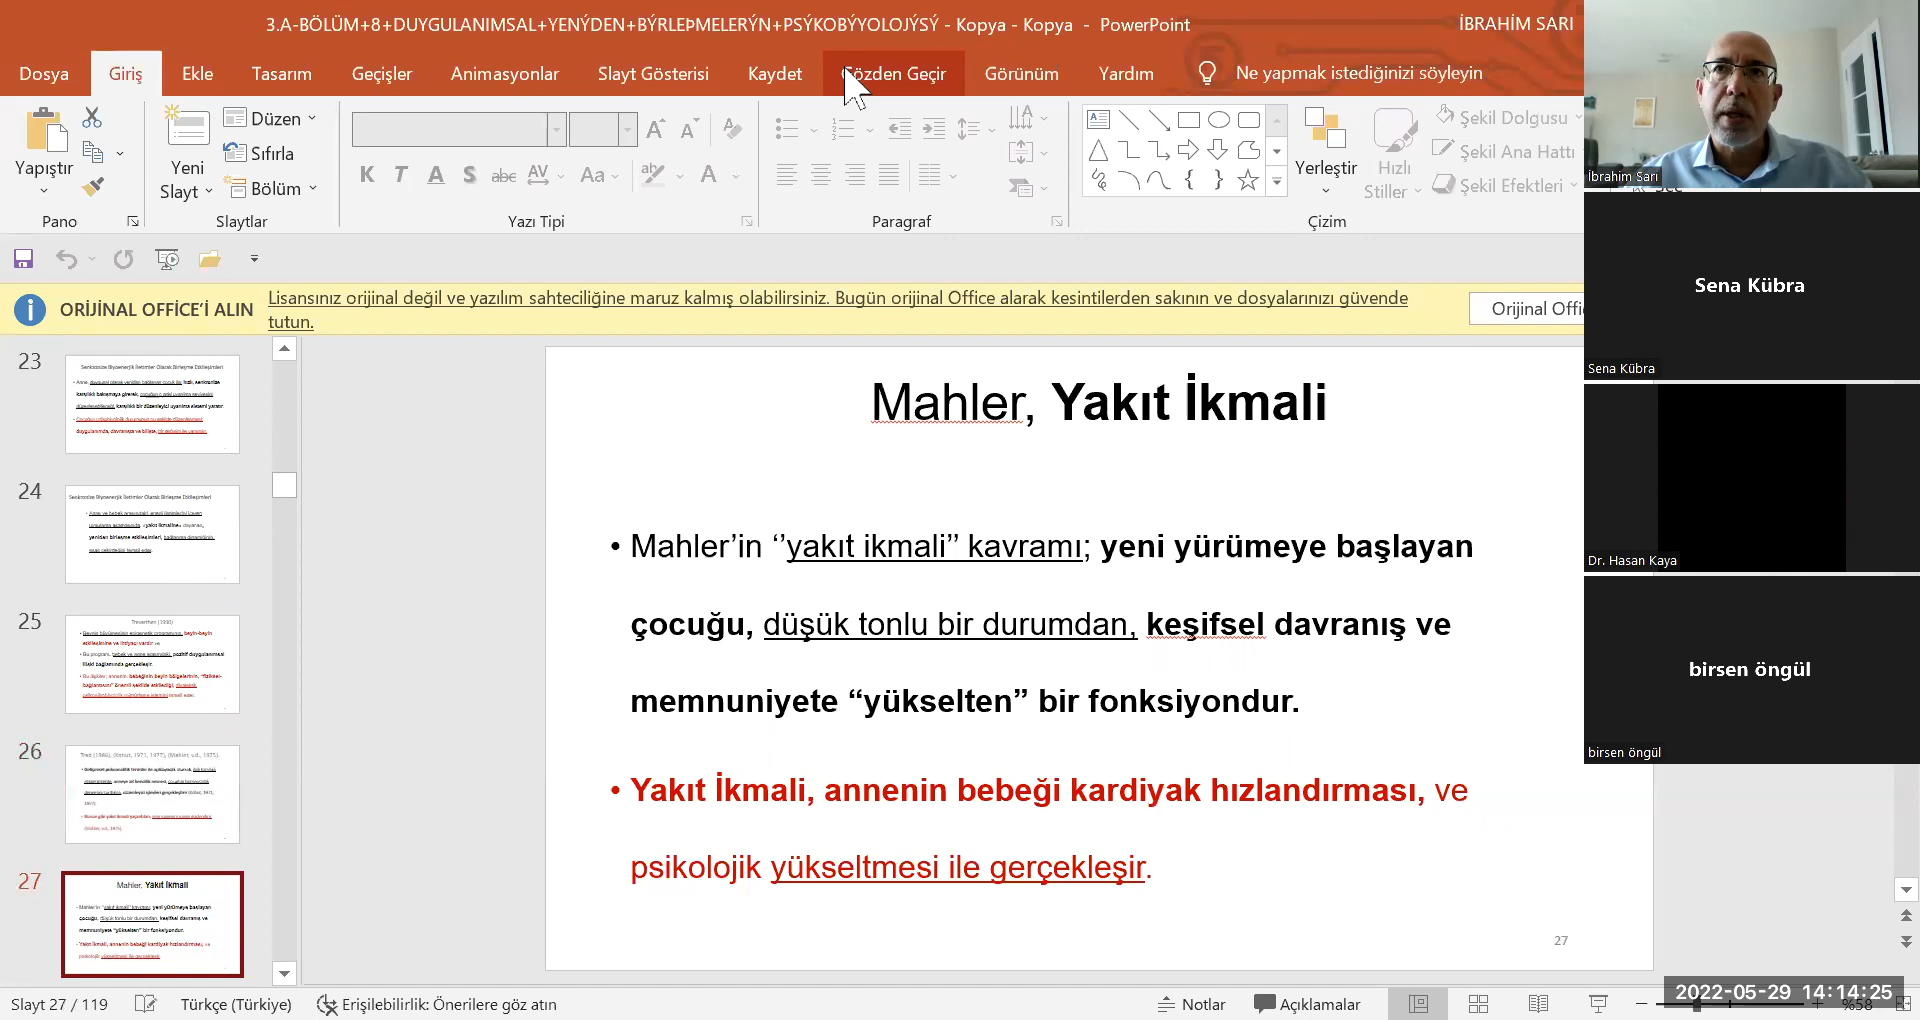 3.A-BÖLÜM+8+DUYGULANIMSAL+YENÝDEN+BÝRLEÞMELERÝN+PSÝKOBÝYOLOJÝSÝ - Kopya - Kopya - PowerPoint
İBRAHİM SARI
Dosya
Giriş
Ekle
Tasarım
Geçişler
Animasyonlar
Slayt Gösterisi
Kaydet
Gözden Geçir
Görünüm
Yardım
Ne yapmak istediğinizi söyleyin
Yapıştır
Yeni
Slayt
Düzen
Sıfırla
Bölüm
Yerleştir
Hızlı
Stiller
Şekil Dolgusu
Şekil Ana Hattı
Şekil Efektleri
Pano
Slaytlar
Yazı Tipi
Paragraf
Çizim
ORİJİNAL OFFİCE’İ ALIN
Lisansınız orijinal değil ve yazılım sahteciliğine maruz kalmış olabilirsiniz. Bugün orijinal Office alarak kesintilerden sakının ve dosyalarınızı güvende
tutun.
Orijinal Offi
23
24
25
26
27
Mahler, Yakıt İkmali
• Mahler’in ‘’yakıt ikmali’’ kavramı; yeni yürümeye başlayan
çocuğu, düşük tonlu bir durumdan, keşifsel davranış ve
memnuniyete “yükselten” bir fonksiyondur.
• Yakıt İkmali, annenin bebeği kardiyak hızlandırması, ve
psikolojik yükseltmesi ile gerçekleşir.
27
İbrahim Sarı
Sena Kübra
Sena Kübra
Dr. Hasan Kaya
birsen öngül
birsen öngül
Slayt 27 / 119
Türkçe (Türkiye)
Erişilebilirlik: Önerilere göz atın
Notlar
Açıklamalar
%58
2022-05-29 14:14:25